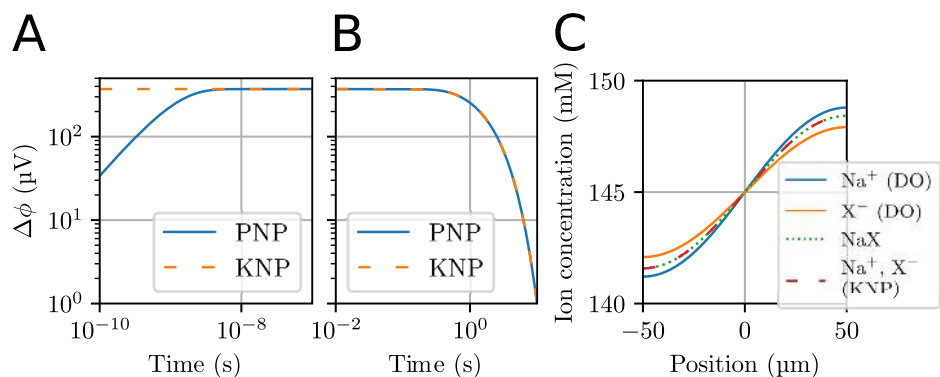 A
B
C
Δϕ (µV)
10²
10¹
10⁰
PNP
KNP
10⁻¹⁰
10⁻⁸
Time (s)
PNP
KNP
10⁻²
10⁰
Time (s)
Ion concentration (mM)
150
145
140
Na⁺ (DO)
X⁻ (DO)
NaX
Na⁺, X⁻
(KNP)
−50
0
50
Position (µm)